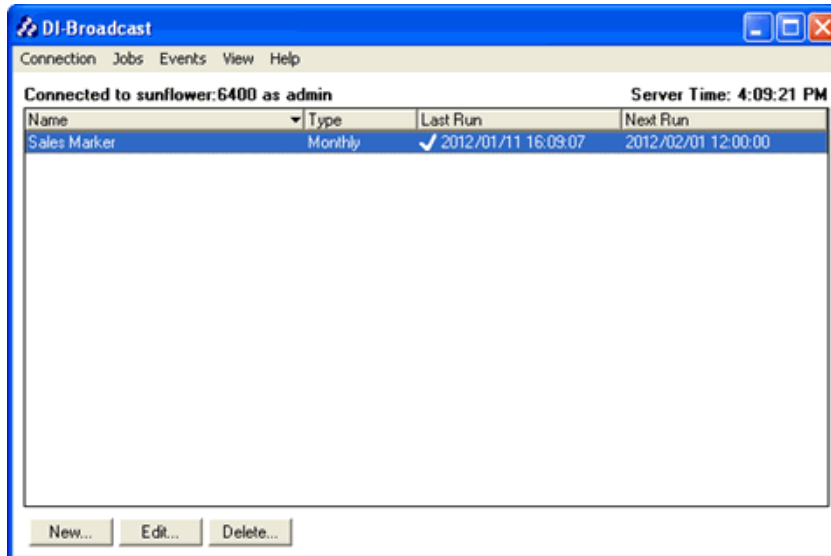 DI-Broadcast
Connection Jobs Events View Help
Connected to sunflower:6400 as admin Server Time: 4:09:21 PM
Name Type Last Run Next Run
Sales Marker Monthly 2012/01/11 16:09:07 2012/02/01 12:00:00
New... Edit... Delete...